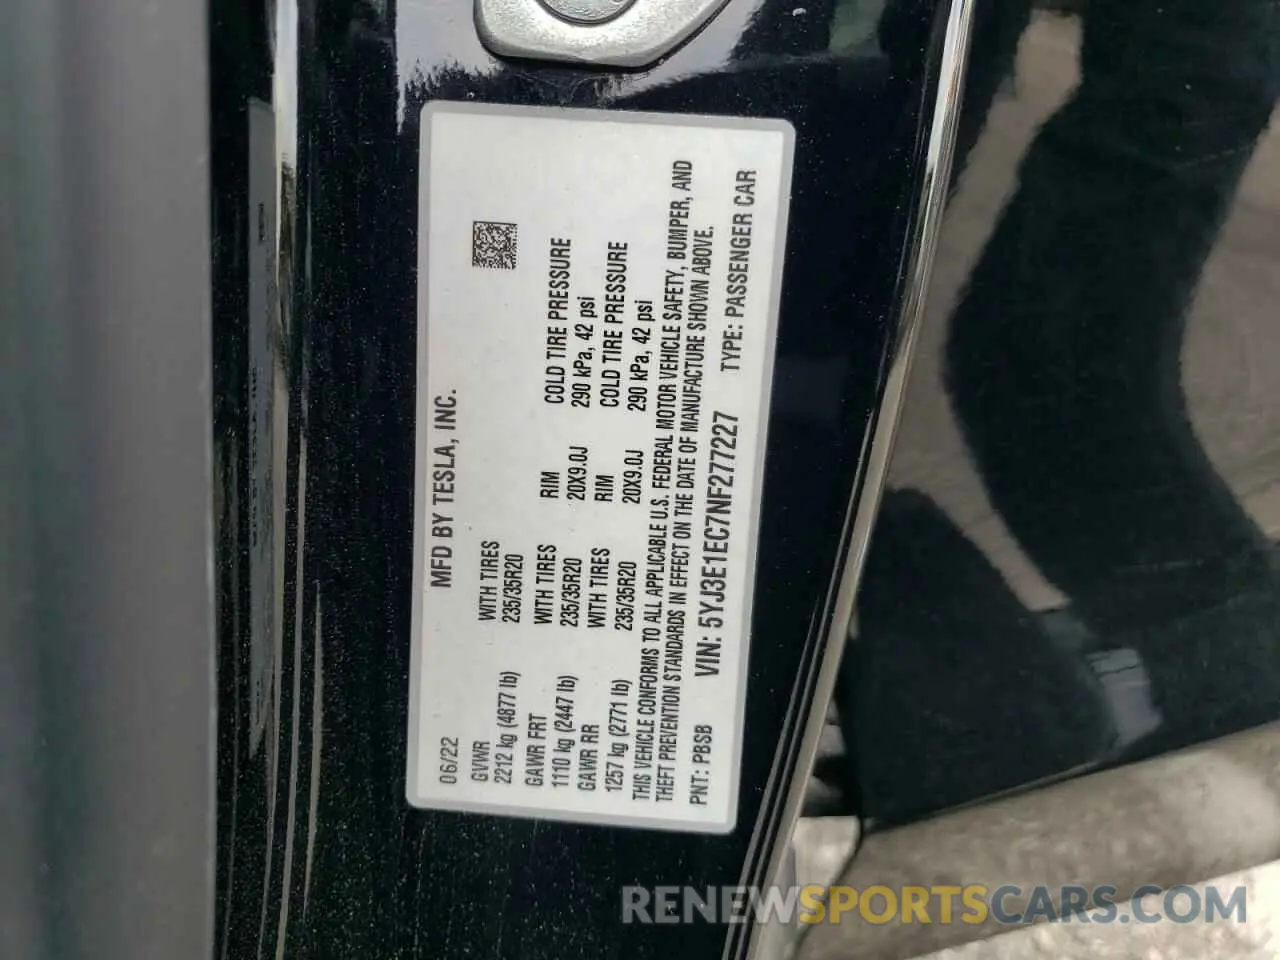 MFD BY TESLA, INC.
06/22
GVWR WITH TIRES
2212 kg (4877 lb) 235/35R20
GAWR FRT WITH TIRES RIM COLD TIRE PRESSURE
1110 kg (2447 lb) 235/35R20 20X9.0J 290 kPa, 42 psi
GAWR RR WITH TIRES RIM COLD TIRE PRESSURE
1257 kg (2771 lb) 235/35R20 20X9.0J 290 kPa, 42 psi
THIS VEHICLE CONFORMS TO ALL APPLICABLE U.S. FEDERAL MOTOR VEHICLE SAFETY, BUMPER, AND
THEFT PREVENTION STANDARDS IN EFFECT ON THE DATE OF MANUFACTURE SHOWN ABOVE.
PNT: PBSB VIN: 5YJ3E1EC7NF277227 TYPE: PASSENGER CAR
RENEWSPORTSCARS.COM